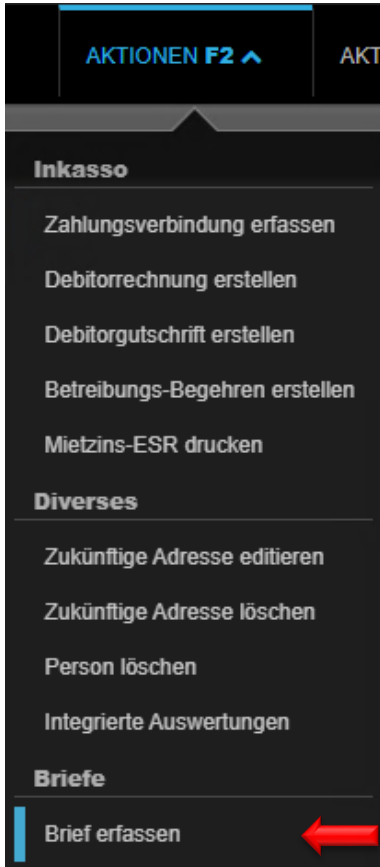 AKTIONEN F2 AKT
Inkasso
Zahlungsverbindung erfassen
Debitorrechnung erstellen
Debitorgutschrift erstellen
Betreibungs-Begehren erstellen
Mietzins-ESR drucken
Diverses
Zukünftige Adresse editieren
Zukünftige Adresse löschen
Person löschen
Integrierte Auswertungen
Briefe
Brief erfassen